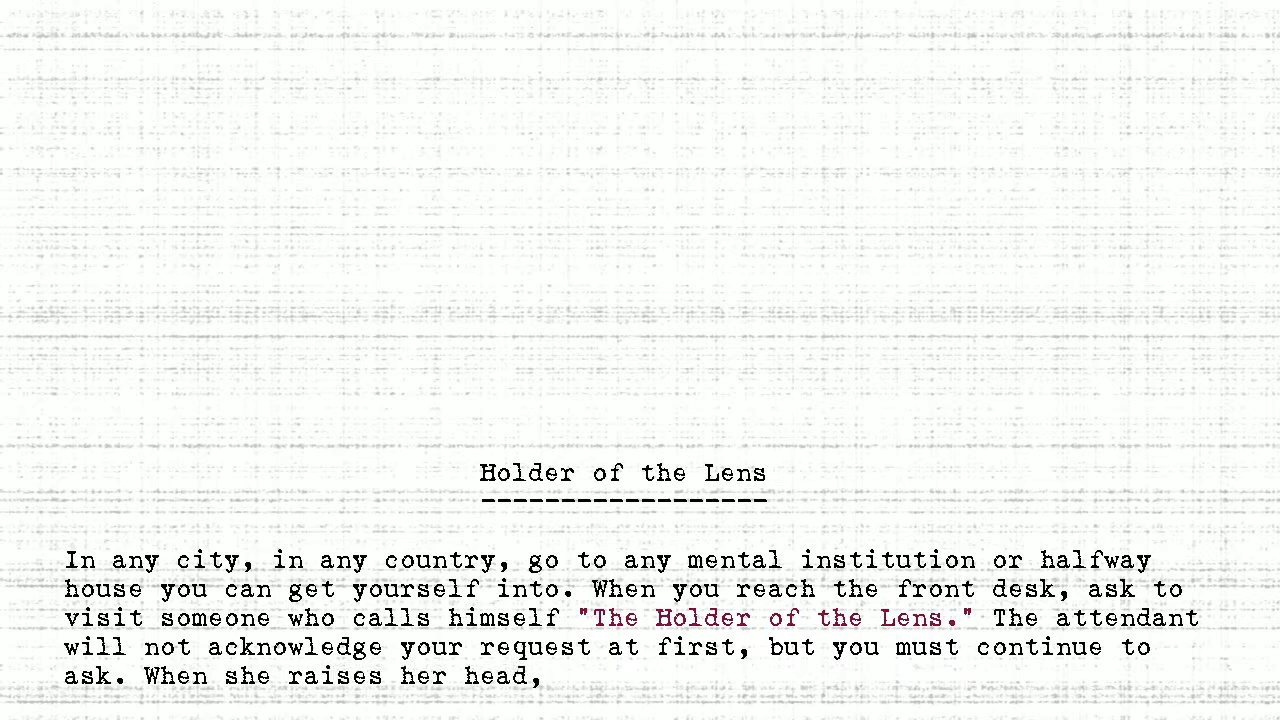 Holder of the Lens
------------------
In any city, in any country, go to any mental institution or halfway
house you can get yourself into. When you reach the front desk, ask to
visit someone who calls himself "The Holder of the Lens." The attendant
will not acknowledge your request at first, but you must continue to
ask. When she raises her head,